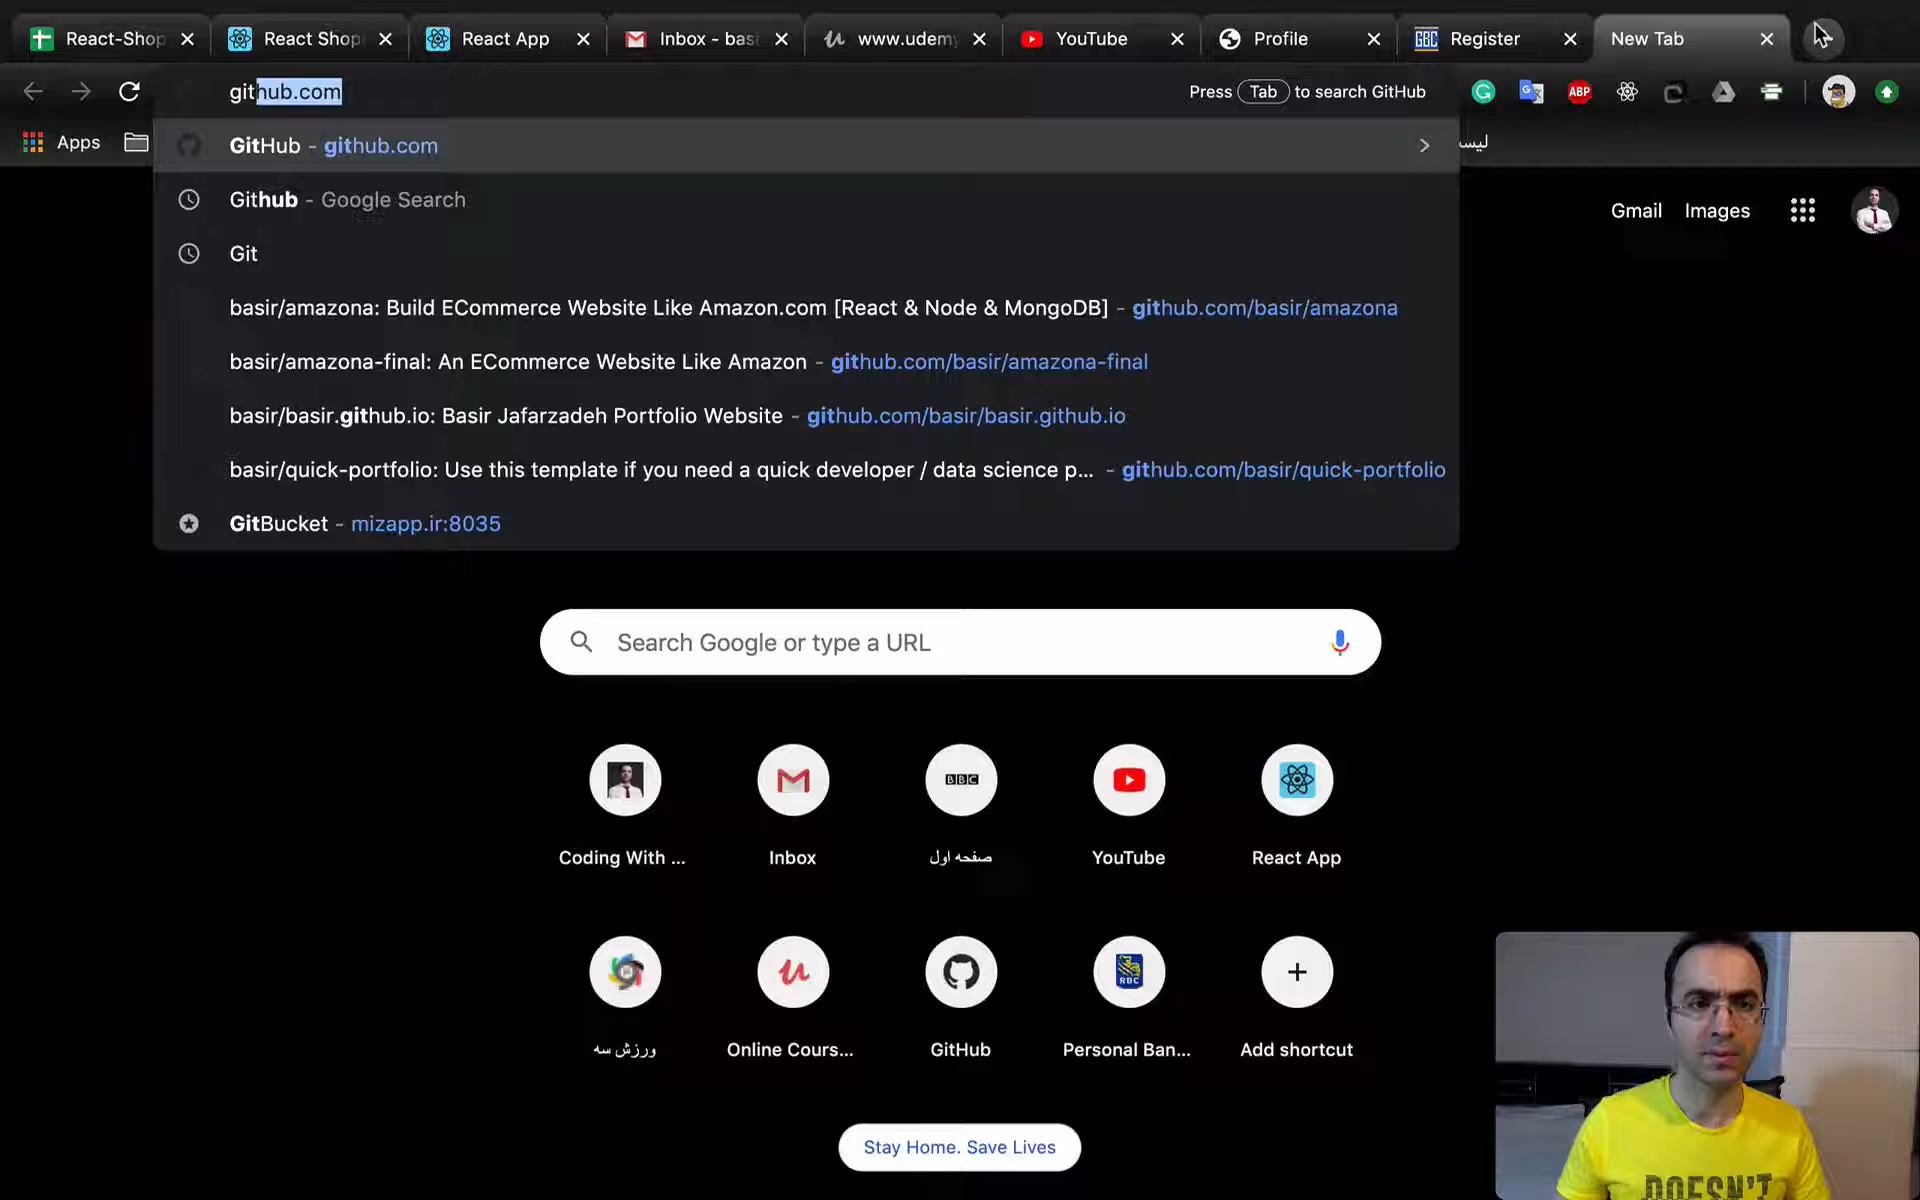 React-Shop
React Shop
React App
Inbox - bas
www.udemy
YouTube
Profile
Register
New Tab
github.com
Press Tab to search GitHub
ABP
Apps
لیست
GitHub - github.com
Github - Google Search
Git
basir/amazona: Build ECommerce Website Like Amazon.com [React & Node & MongoDB] - github.com/basir/amazona
basir/amazona-final: An ECommerce Website Like Amazon - github.com/basir/amazona-final
basir/basir.github.io: Basir Jafarzadeh Portfolio Website - github.com/basir/basir.github.io
basir/quick-portfolio: Use this template if you need a quick developer / data science p... - github.com/basir/quick-portfolio
GitBucket - mizapp.ir:8035
Gmail Images
Search Google or type a URL
BBC
Coding With ...
Inbox
صفحه اول
YouTube
React App
RBC
ورزش سه
Online Cours...
GitHub
Personal Ban...
Add shortcut
Stay Home. Save Lives
DOESN'T